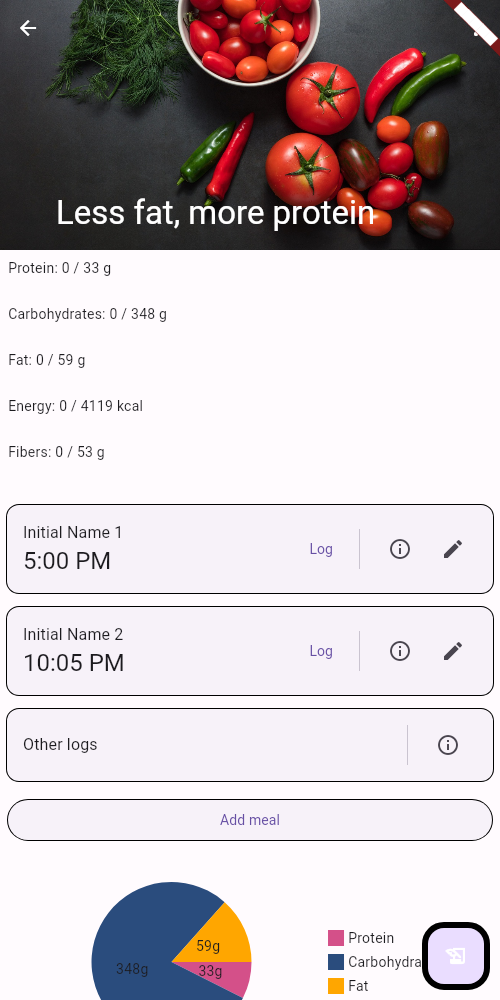 Less fat, more protein
Protein: 0 / 33 g
Carbohydrates: 0 / 348 g
Fat: 0 / 59 g
Energy: 0 / 4119 kcal
Fibers: 0 / 53 g
Initial Name 1
5:00 PM
Log
Initial Name 2
10:05 PM
Log
Other logs
Add meal
59g
348g
33g
Protein
Carbohydra
Fat